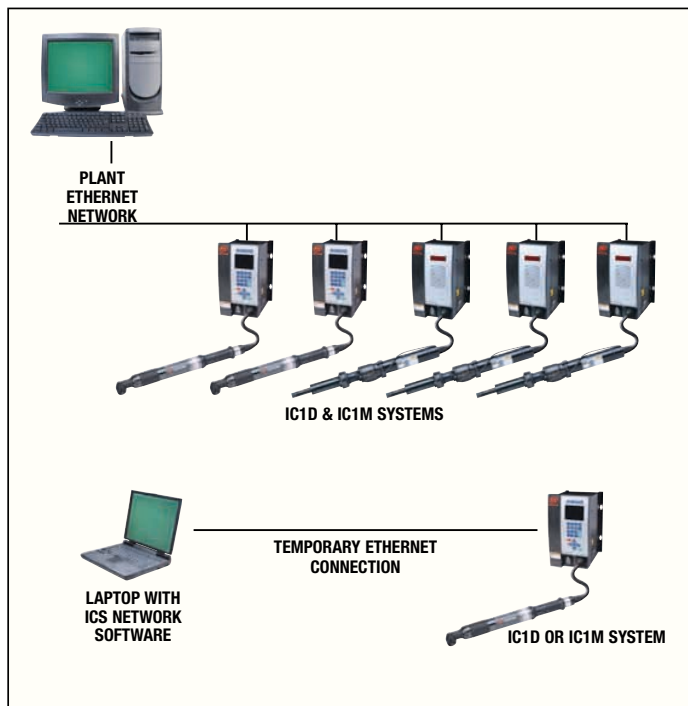 PLANT
ETHERNET
NETWORK
IC1D & IC1M SYSTEMS
TEMPORARY ETHERNET
CONNECTION
LAPTOP WITH
ICS NETWORK
SOFTWARE
IC1D OR IC1M SYSTEM